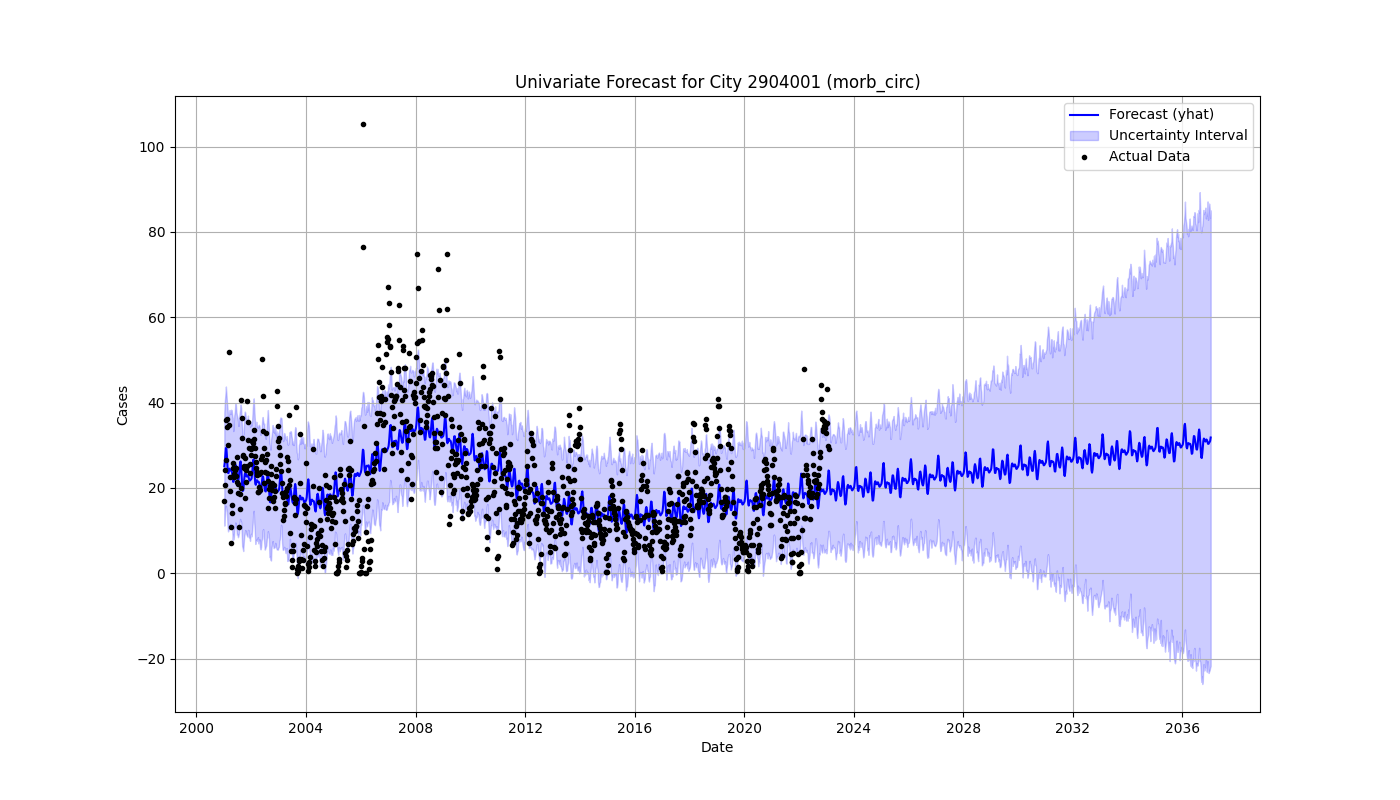 Univariate Forecast for City 2904001 (morb_circ)
Forecast (yhat)
Uncertainty Interval
Actual Data
100
80
60
40
20
0
−20
Cases
2000 2004 2008 2012 2016 2020 2024 2028 2032 2036
Date